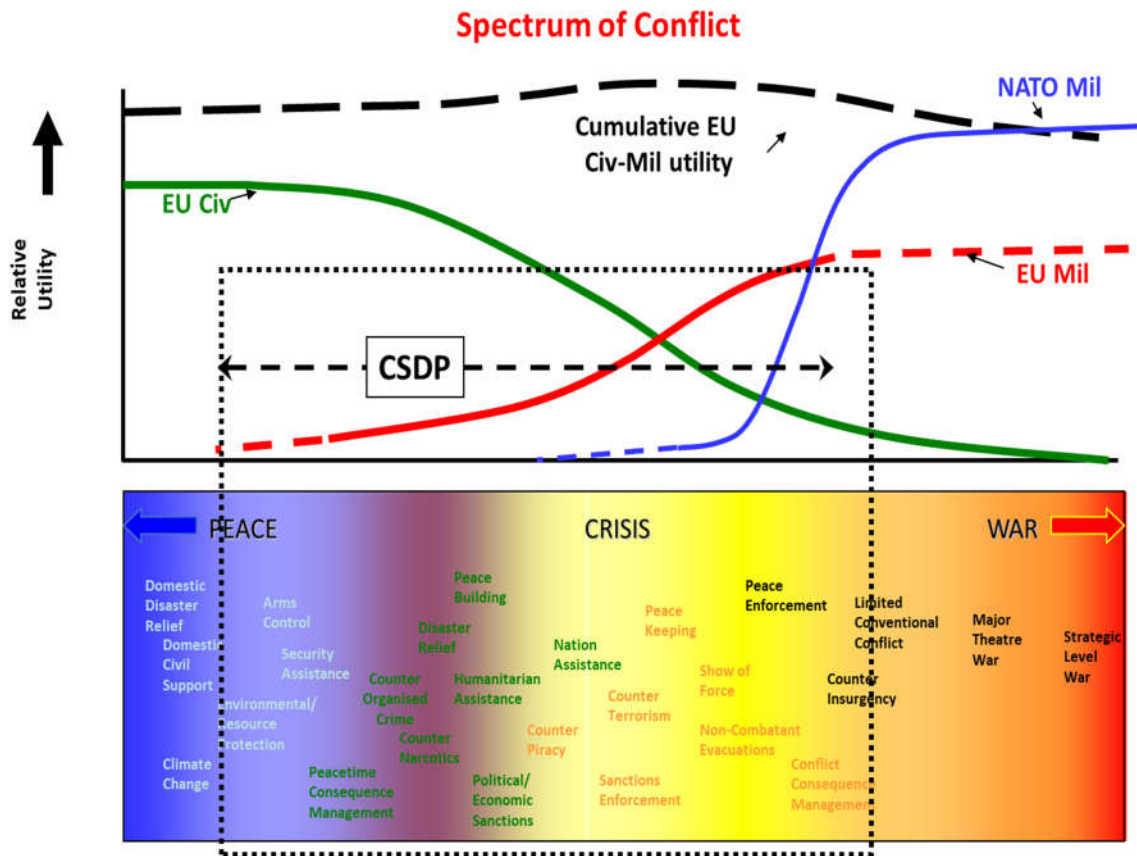 Spectrum of Conflict
NATO Mil
Cumulative EU
Civ-Mil utility
EU Civ
Relative
Utility
EU Mil
CSDP
PEACE
CRISIS
WAR
Domestic
Disaster
Relief
Domestic
Civil
Support
Climate
Change
Arms
Control
Security
Assistance
Environmental/
Resource
Protection
Peacetime
Consequence
Management
Counter
Organised
Crime
Counter
Narcotics
Disaster
Relief
Peace
Building
Humanitarian
Assistance
Political/
Economic
Sanctions
Nation
Assistance
Counter
Piracy
Peace
Keeping
Counter
Terrorism
Sanctions
Enforcement
Show of
Force
Non-Combatant
Evacuations
Peace
Enforcement
Conflict
Consequence
Management
Limited
Conventional
Conflict
Counter
Insurgency
Major
Theatre
War
Strategic
Level
War